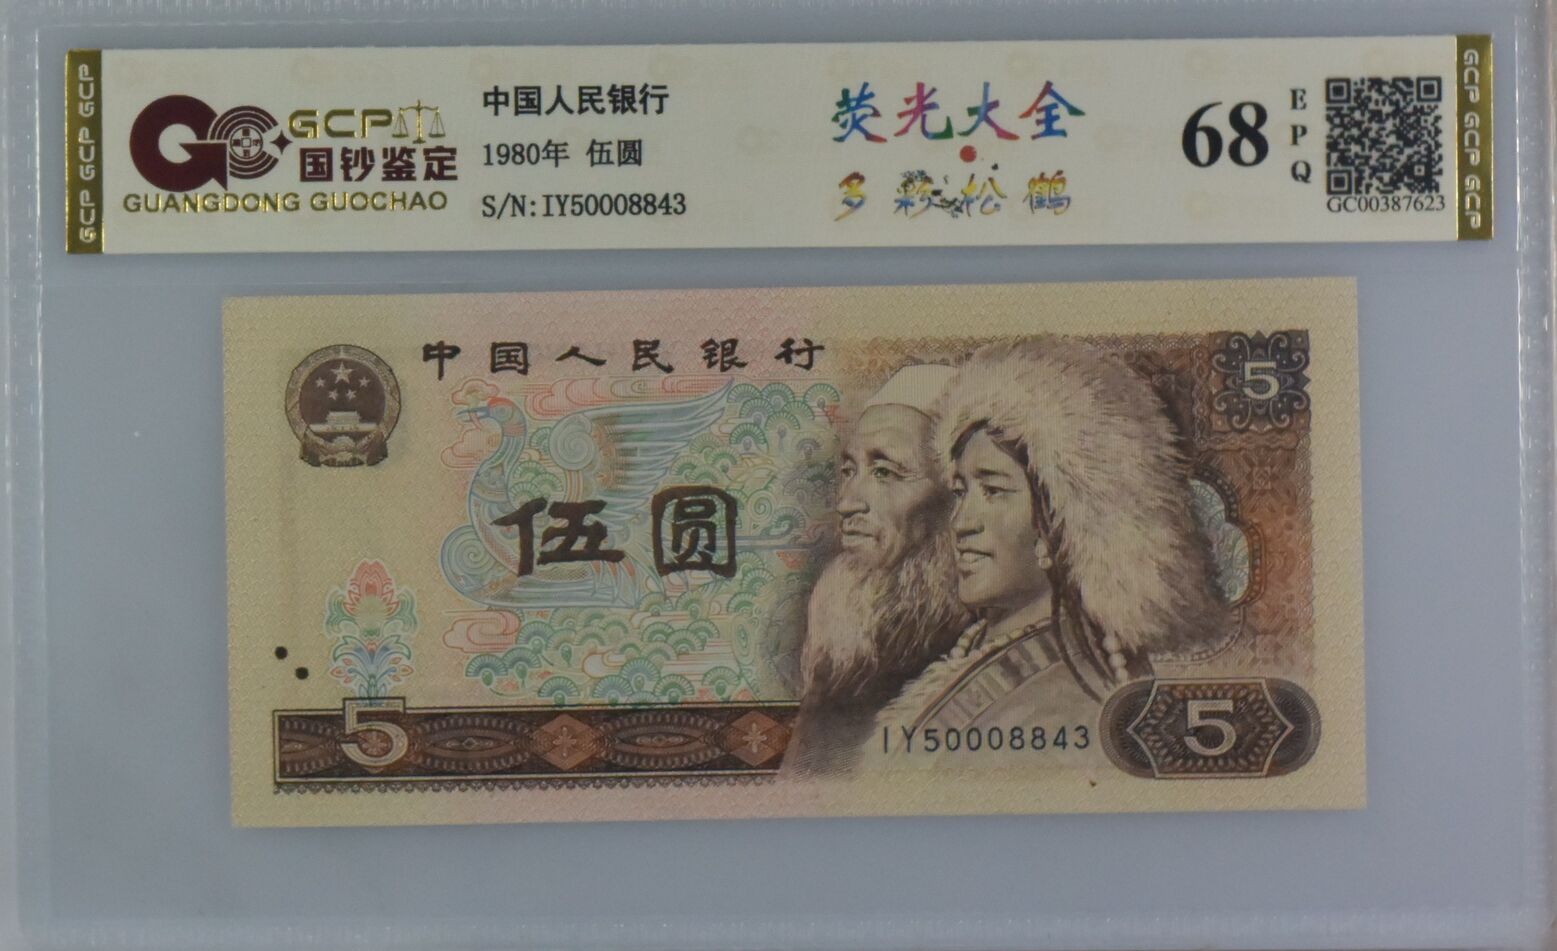 GCP GCP GCP
GCP
国钞鉴定
GUANGDONG GUOCHAO
中国人民银行
1980年 伍圆
S/N:IY50008843
荧光大全
多彩松鹤
68
EPQ
GC00387623
GCP GCP GCP
中国人民银行
5
伍圆
5
IY50008843
5